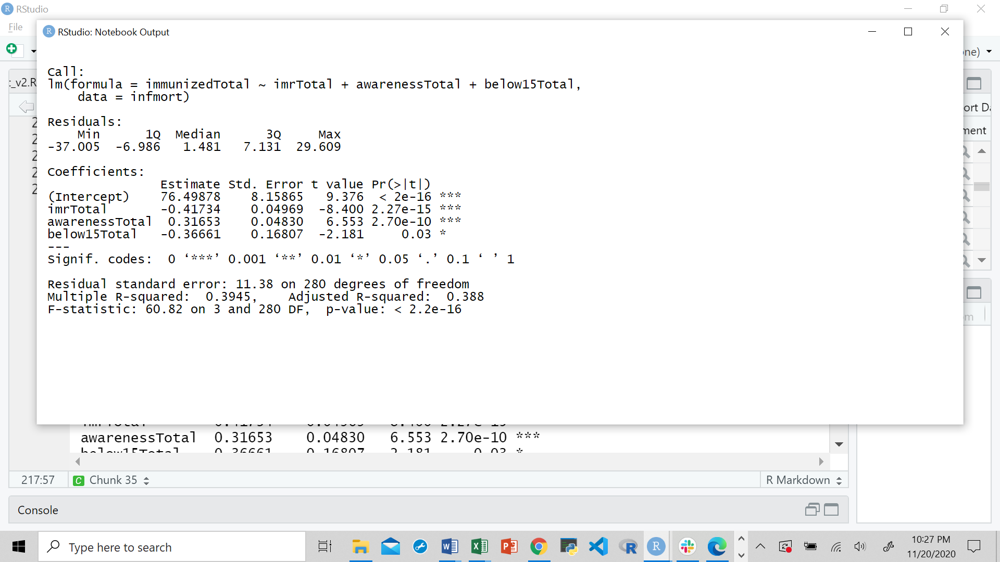 RStudio
File
RStudio: Notebook Output
ne)
t_v2.R
ort Da
ment
Call:
lm(formula = immunizedTotal ~ imrTotal + awarenessTotal + below15Total,
    data = infmort)
Residuals:
    Min      1Q  Median      3Q     Max
-37.005  -6.986   1.481   7.131  29.609
Coefficients:
               Estimate Std. Error t value Pr(>|t|)
(Intercept)    76.49878    8.15865   9.376  < 2e-16 ***
imrTotal       -0.41734    0.04969  -8.400 2.27e-15 ***
awarenessTotal  0.31653    0.04830   6.553 2.70e-10 ***
below15Total   -0.36661    0.16807  -2.181     0.03 *
---
Signif. codes:  0 ‘***’ 0.001 ‘**’ 0.01 ‘*’ 0.05 ‘.’ 0.1 ‘ ’ 1
Residual standard error: 11.38 on 280 degrees of freedom
Multiple R-squared:  0.3945,    Adjusted R-squared:  0.388
F-statistic: 60.82 on 3 and 280 DF,  p-value: < 2.2e-16
awarenessTotal  0.31653    0.04830   6.553 2.70e-10 ***
217:57
C Chunk 35
R Markdown
Console
Type here to search
10:27 PM
11/20/2020